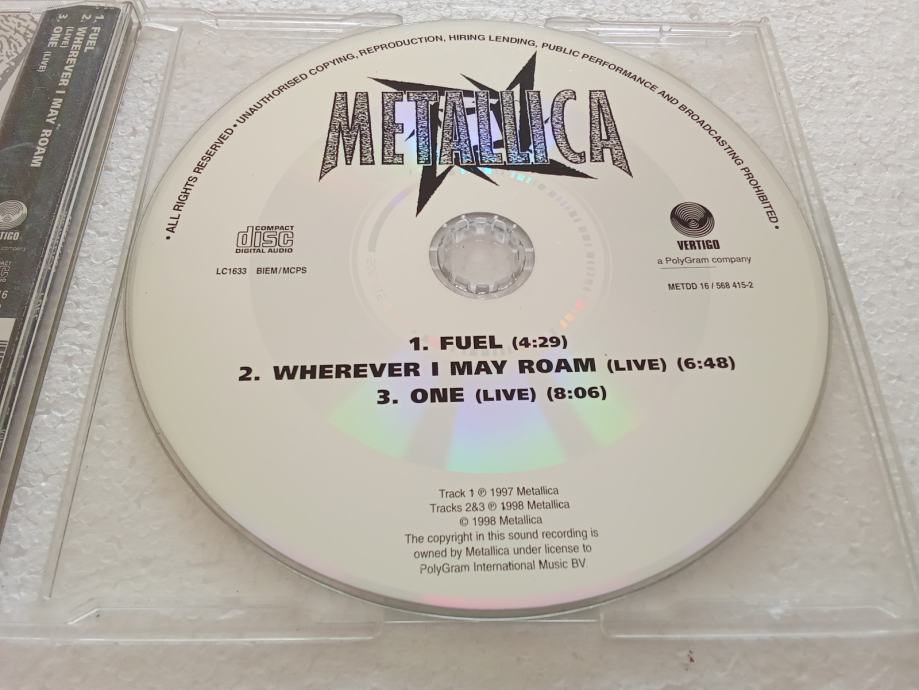 • ALL RIGHTS RESERVED • UNAUTHORISED COPYING, REPRODUCTION, HIRING LENDING, PUBLIC PERFORMANCE AND BROADCASTING PROHIBITED •
METALLICA
COMPACT
disc
DIGITAL AUDIO
LC1633 BIEM/MCPS
VERTIGO
a PolyGram company
METDD 16 / 568 415-2
1. FUEL (4:29)
2. WHEREVER I MAY ROAM (LIVE) (6:48)
3. ONE (LIVE) (8:06)
Track 1 ℗ 1997 Metallica
Tracks 2&3 ℗ 1998 Metallica
© 1998 Metallica
The copyright in this sound recording is
owned by Metallica under license to
PolyGram International Music BV
1. FUEL
2. WHEREVER I MAY ROAM
(LIVE)
3. ONE (LIVE)